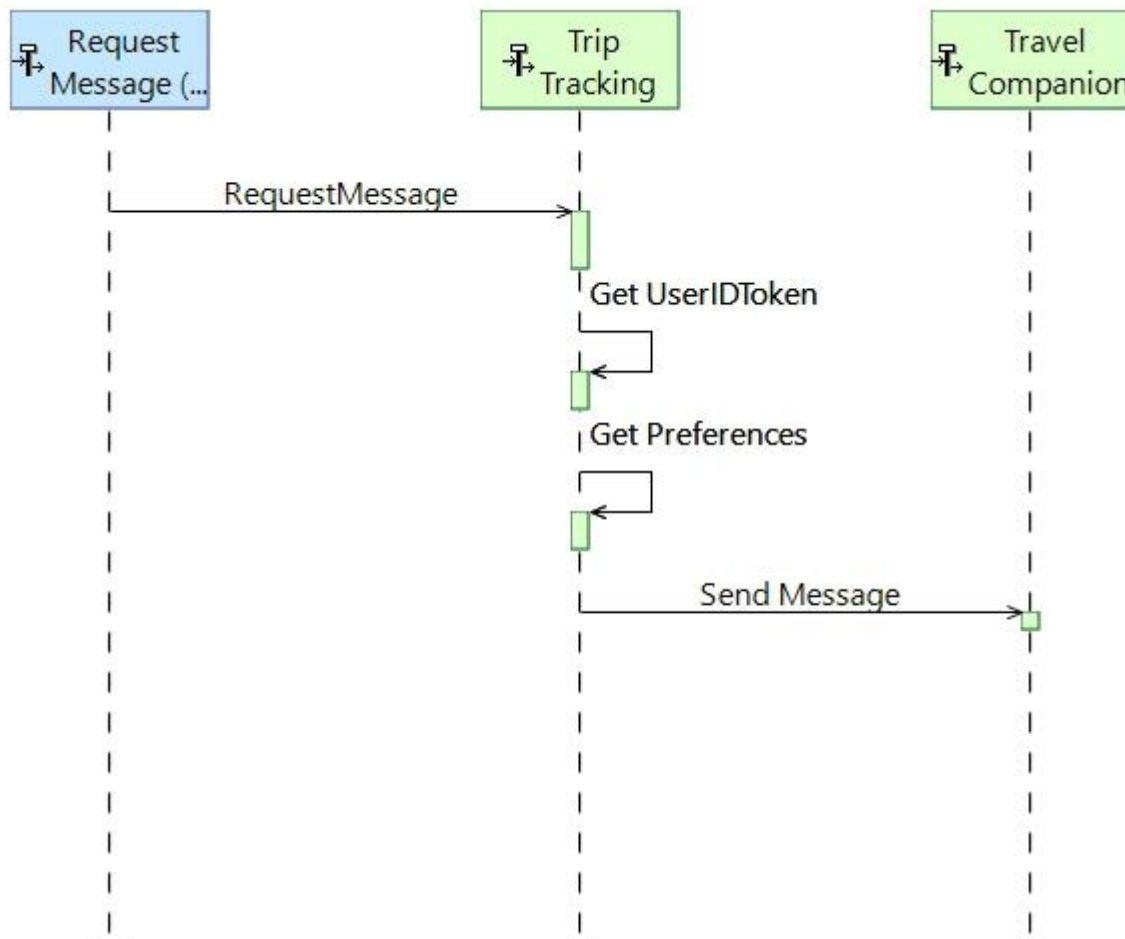 Request
Message (...
Trip
Tracking
Travel
Companion
RequestMessage
Get UserIDToken
Get Preferences
Send Message